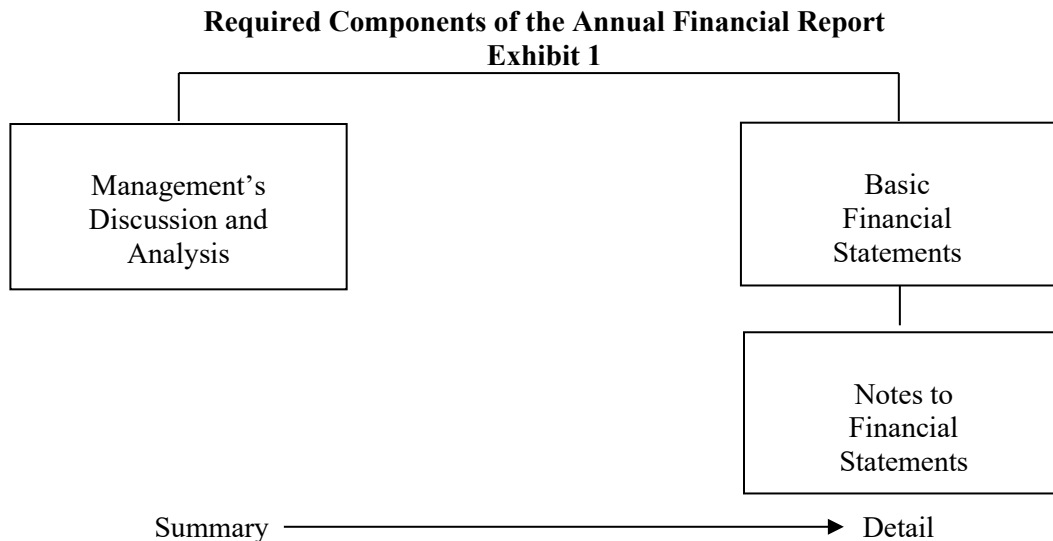 Required Components of the Annual Financial Report
Exhibit 1
Management’s
Discussion and
Analysis
Basic
Financial
Statements
Notes to
Financial
Statements
Summary
Detail